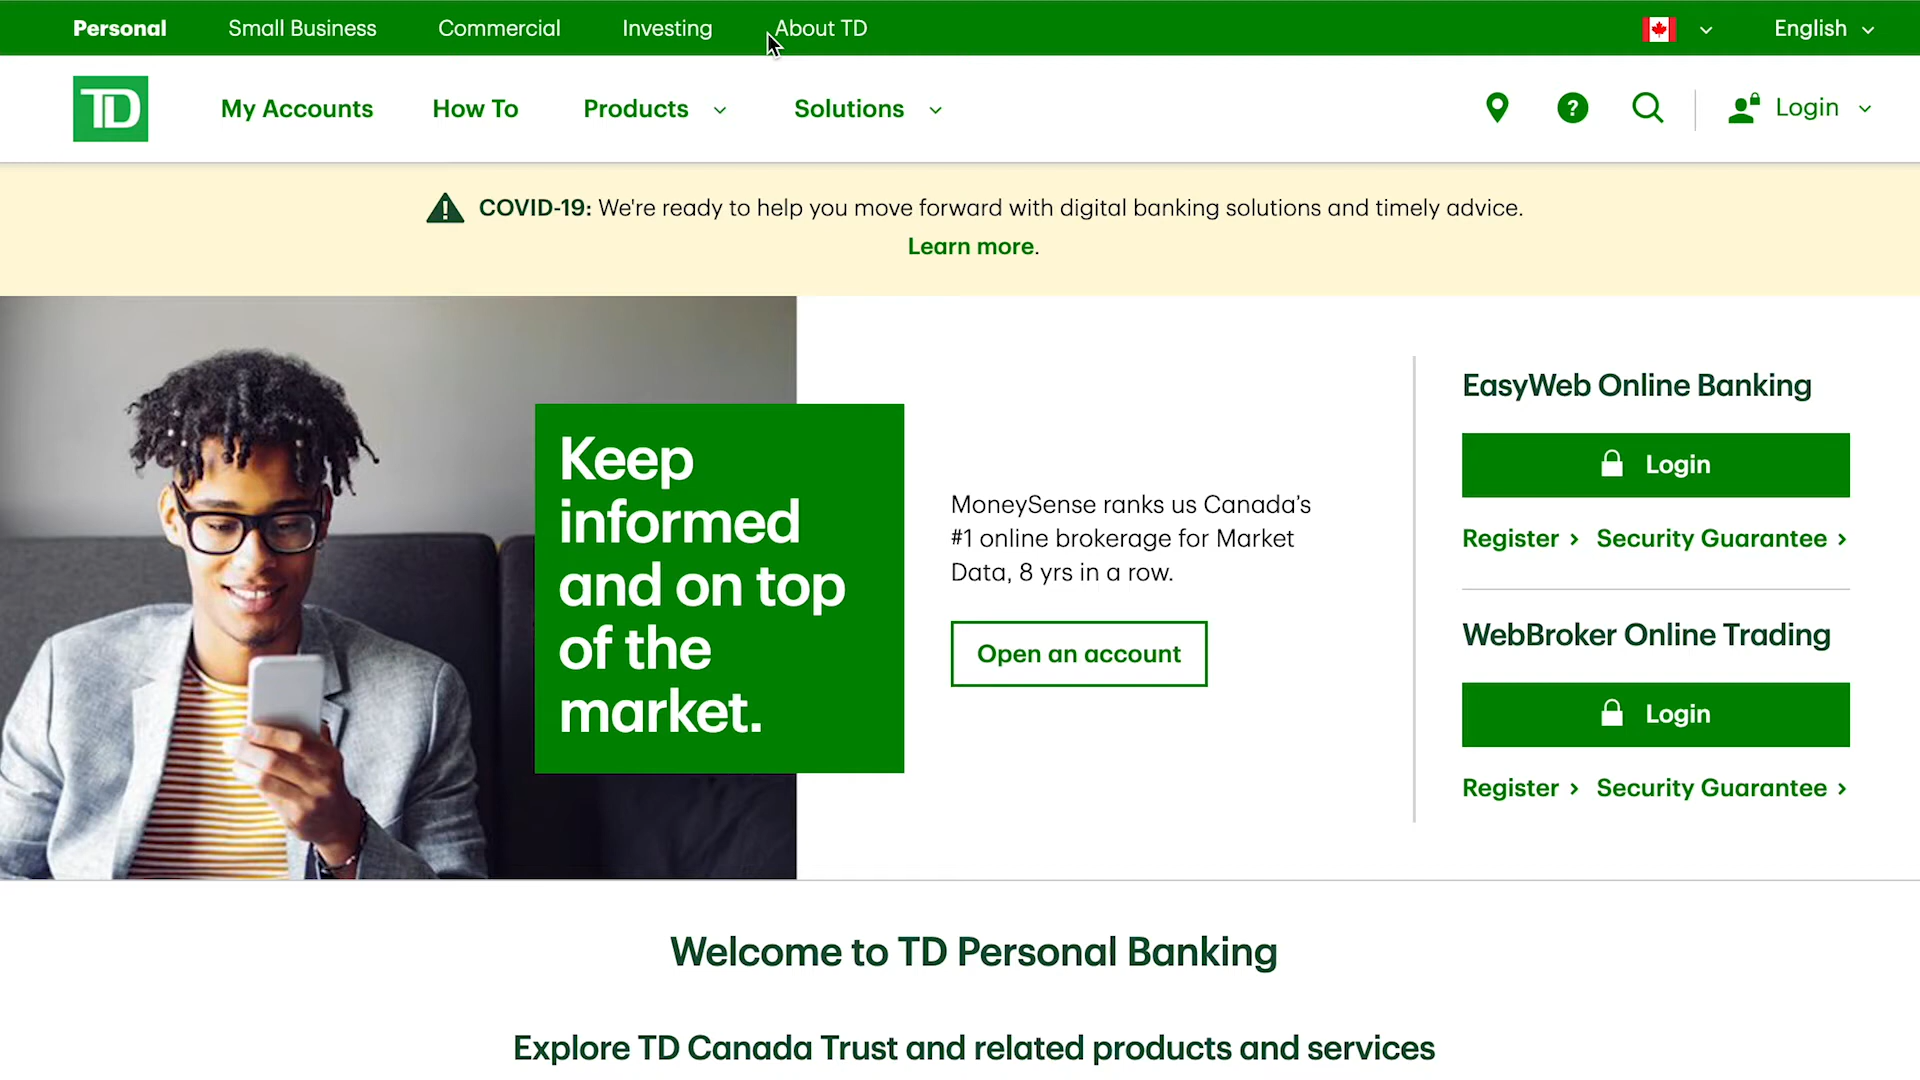 Personal Small Business Commercial Investing About TD English
TD My Accounts How To Products Solutions ? Login
COVID-19: We're ready to help you move forward with digital banking solutions and timely advice.
Learn more.
Keep
informed
and on top
of the
market.
MoneySense ranks us Canada's
#1 online brokerage for Market
Data, 8 yrs in a row.
Open an account
EasyWeb Online Banking
Login
Register › Security Guarantee ›
WebBroker Online Trading
Login
Register › Security Guarantee ›
Welcome to TD Personal Banking
Explore TD Canada Trust and related products and services